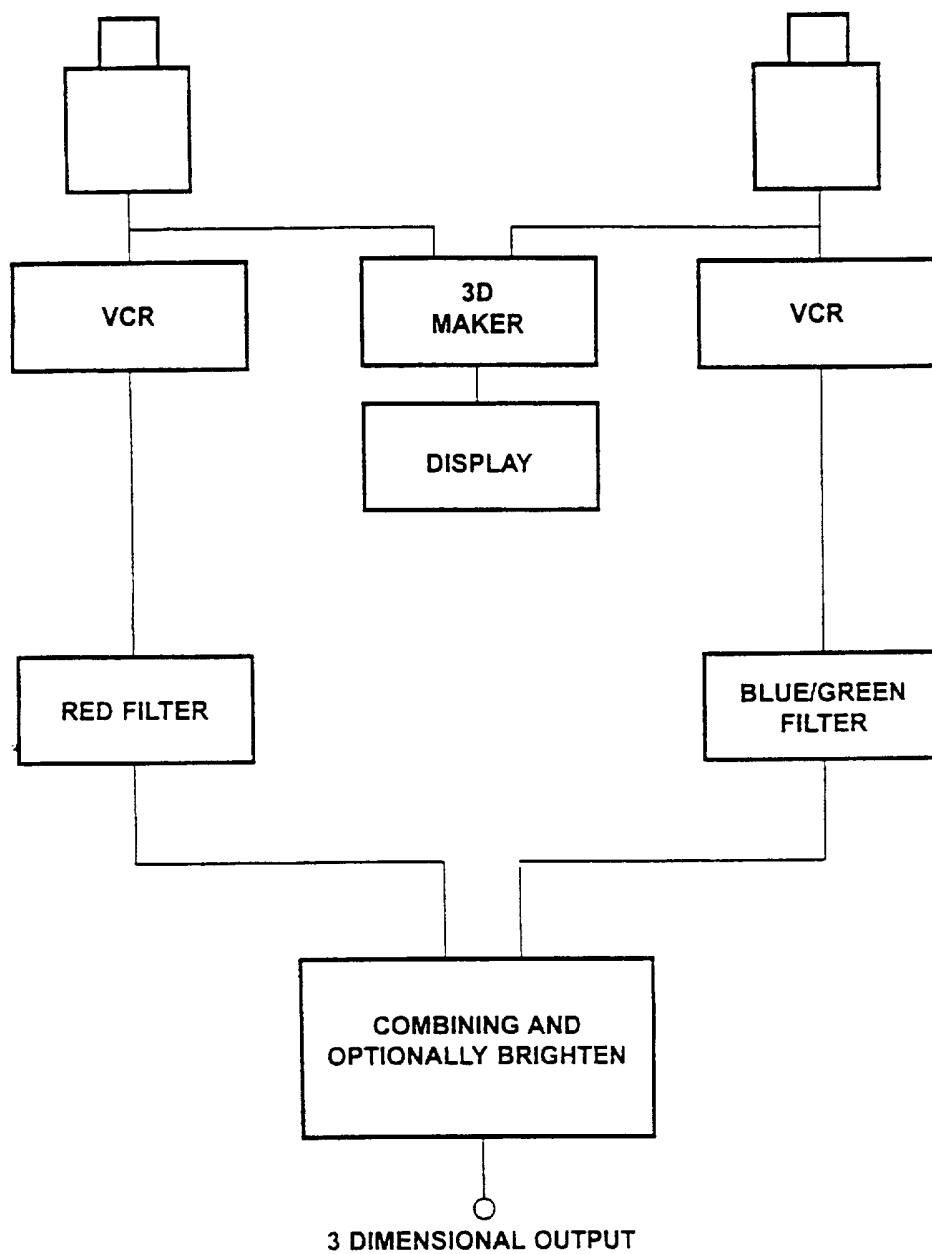 VCR
3D
MAKER
VCR
DISPLAY
RED FILTER
BLUE/GREEN
FILTER
COMBINING AND
OPTIONALLY BRIGHTEN
3 DIMENSIONAL OUTPUT